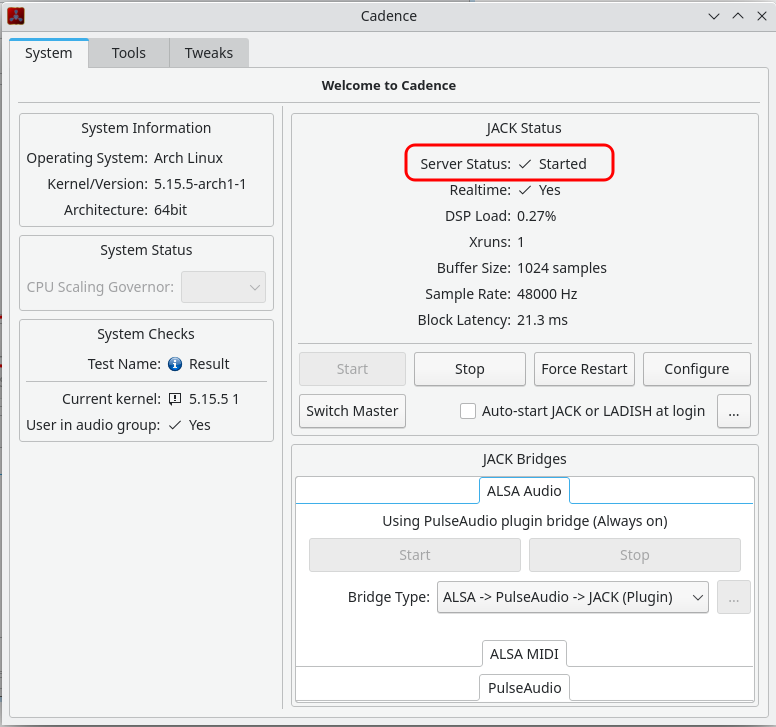 Cadence
System
Tools
Tweaks
Welcome to Cadence
System Information
Operating System: Arch Linux
Kernel/Version: 5.15.5-arch1-1
Architecture: 64bit
System Status
CPU Scaling Governor:
System Checks
Test Name: Result
Current kernel: 5.15.5 1
User in audio group: Yes
JACK Status
Server Status: Started
Realtime: Yes
DSP Load: 0.27%
Xruns: 1
Buffer Size: 1024 samples
Sample Rate: 48000 Hz
Block Latency: 21.3 ms
Start
Stop
Force Restart
Configure
Switch Master
Auto-start JACK or LADISH at login
...
JACK Bridges
ALSA Audio
Using PulseAudio plugin bridge (Always on)
Start
Stop
Bridge Type: ALSA -> PulseAudio -> JACK (Plugin)
...
ALSA MIDI
PulseAudio